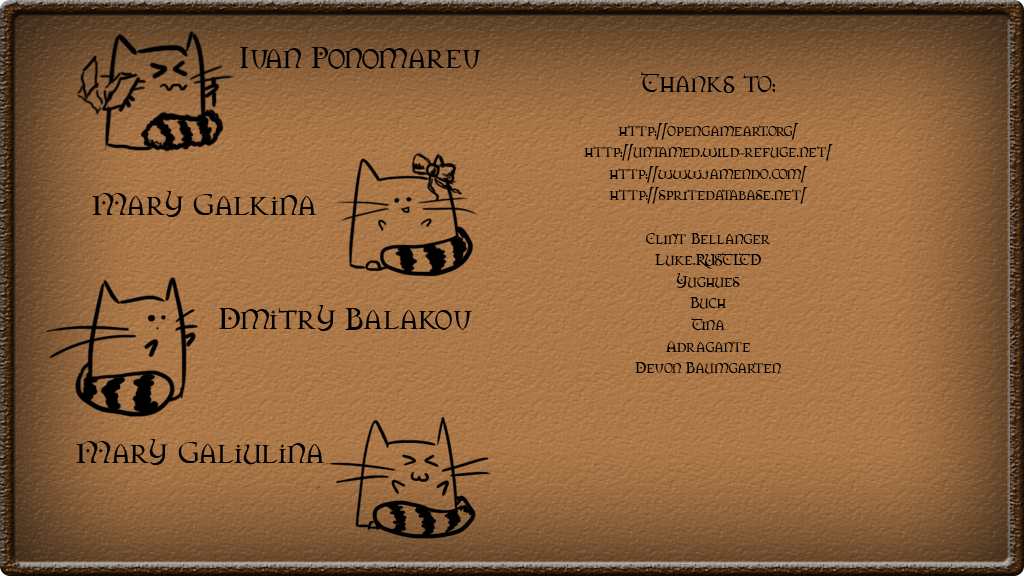 Ivan Ponomarev
Mary Galkina
Dmitry Balakov
Mary Galiulina
Thanks to:
http://opengameart.org/
http://untamed.wild-refuge.net/
http://www.jamendo.com/
http://spritedatabase.net/
Clint Bellanger
Luke.RUSTLTD
Yughues
Buch
Tina
Adragante
Devon Baumgarten